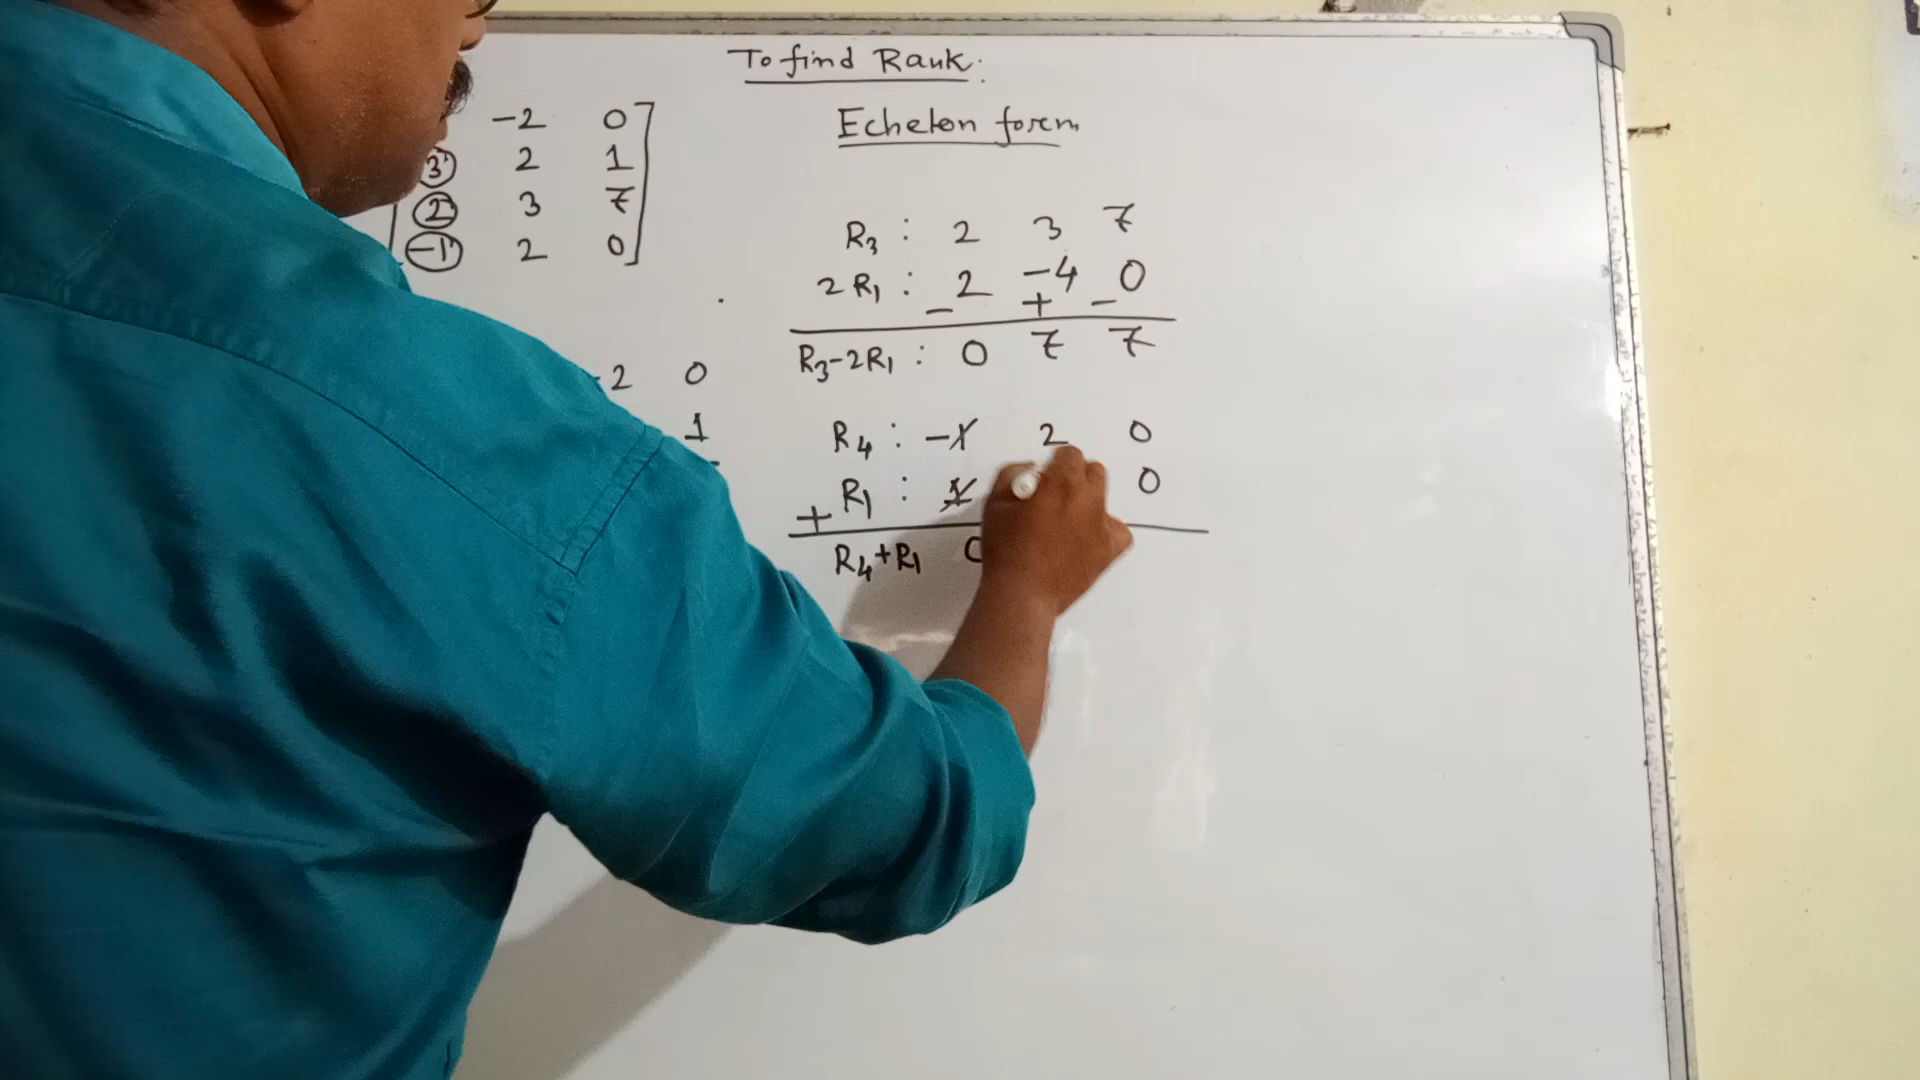 To find Rank:
Echelon form
-2 0
3 2 1
2 3 7
-1 2 0
R3 : 2 3 7
2R1 : 2 -4 0
- + -
R3-2R1 : 0 7 7
-2 0
1
R4 : -1 2 0
+ R1 : 1 0
R4+R1 0